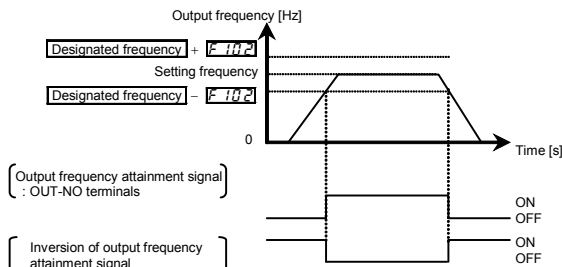 Output frequency [Hz]
Designated frequency + F 102
Setting frequency
Designated frequency − F 102
0
Time [s]
Output frequency attainment signal
: OUT-NO terminals
ON
OFF
Inversion of output frequency
attainment signal
ON
OFF